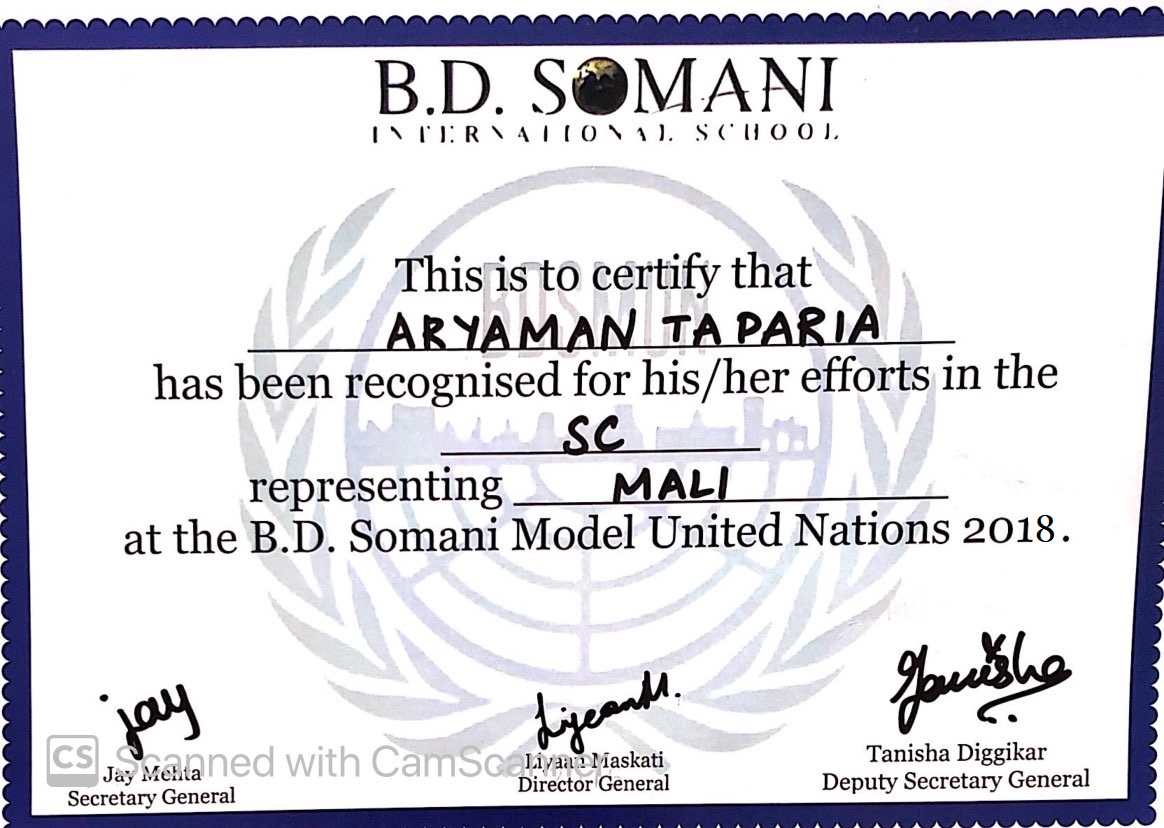 B.D. SOMANI
INTERNATIONAL SCHOOL
BDSMUN
This is to certify that
ARYAMAN TAPARIA
has been recognised for his/her efforts in the
SC
representing MALI
at the B.D. Somani Model United Nations 2018.
jay
LiyaanM.
Tanisha
CS Scanned with CamScanner
Jay Mehta
Secretary General
Liyaan Maskati
Director General
Tanisha Diggikar
Deputy Secretary General